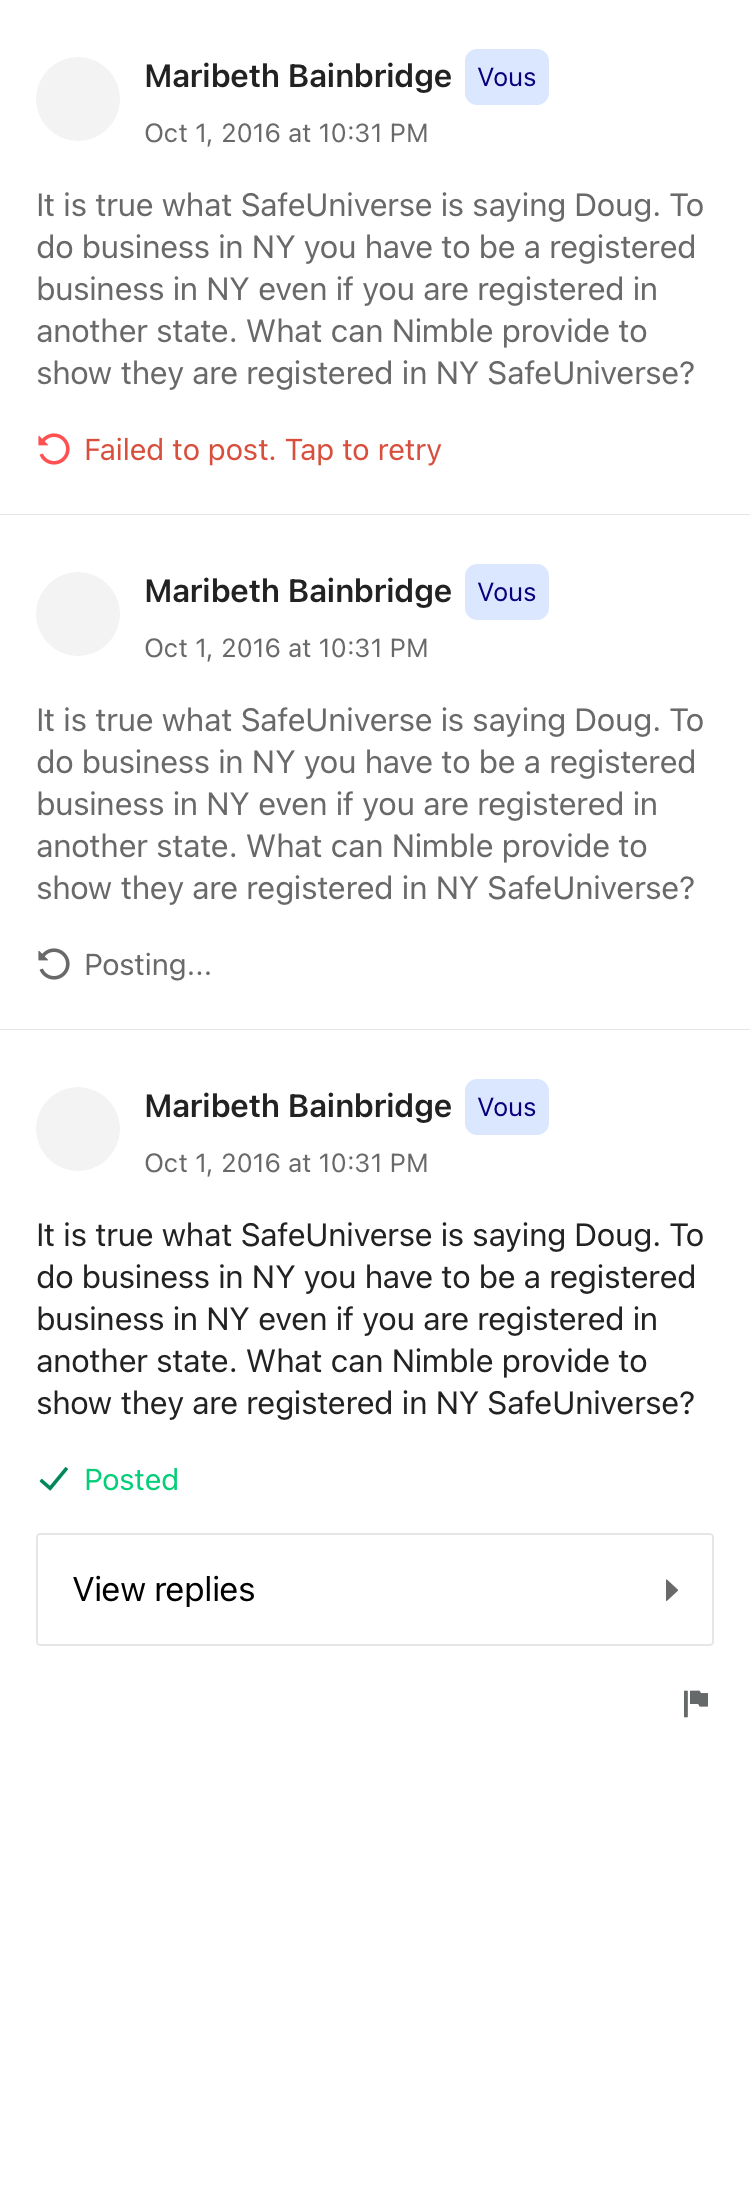 Maribeth Bainbridge Vous
Oct 1, 2016 at 10:31 PM
It is true what SafeUniverse is saying Doug. To
do business in NY you have to be a registered
business in NY even if you are registered in
another state. What can Nimble provide to
show they are registered in NY SafeUniverse?
Failed to post. Tap to retry
Maribeth Bainbridge Vous
Oct 1, 2016 at 10:31 PM
It is true what SafeUniverse is saying Doug. To
do business in NY you have to be a registered
business in NY even if you are registered in
another state. What can Nimble provide to
show they are registered in NY SafeUniverse?
Posting...
Maribeth Bainbridge Vous
Oct 1, 2016 at 10:31 PM
It is true what SafeUniverse is saying Doug. To
do business in NY you have to be a registered
business in NY even if you are registered in
another state. What can Nimble provide to
show they are registered in NY SafeUniverse?
Posted
View replies